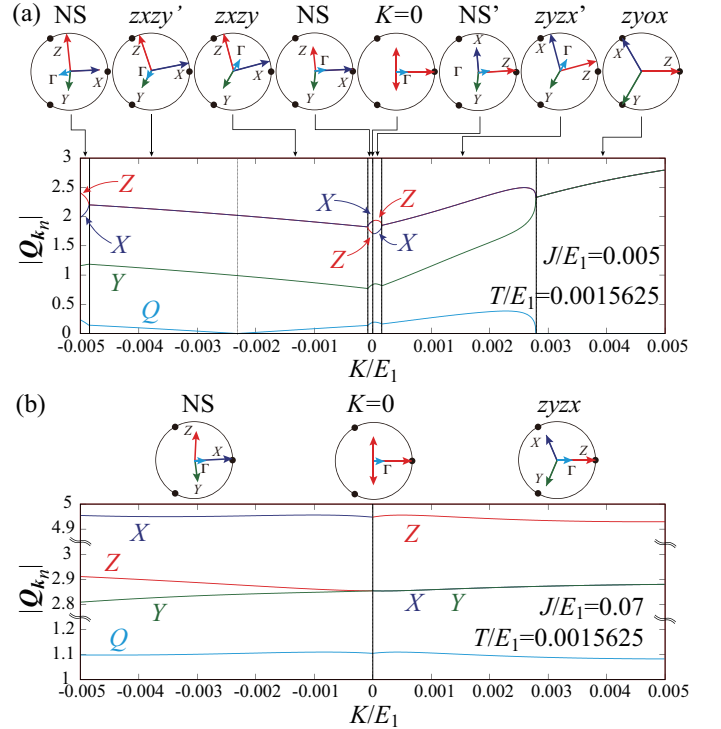 (a) NS zxzy' zxzy NS K=0 NS' zyzx' zyox
Z Γ X Y
Z Γ X Y
Z Γ X Y
Z Γ X Y
Γ
X Γ Z Y
X Γ Z Y
X Z Y
3
2.5
2
1.5
1
0.5
0
|Q_{k_n}|
Z
X
Y
Q
X
Z
Z
X
J/E₁=0.005
T/E₁=0.0015625
-0.005 -0.004 -0.003 -0.002 -0.001 0 0.001 0.002 0.003 0.004 0.005
K/E₁
(b) NS K=0 zyzx
Z X Γ Y
Γ
X Z Γ Y
5
4.9
3
2.9
2.8
1.2
1.1
1
|Q_{k_n}|
X
Z
Y
Q
Z
X Y
J/E₁=0.07
T/E₁=0.0015625
-0.005 -0.004 -0.003 -0.002 -0.001 0 0.001 0.002 0.003 0.004 0.005
K/E₁